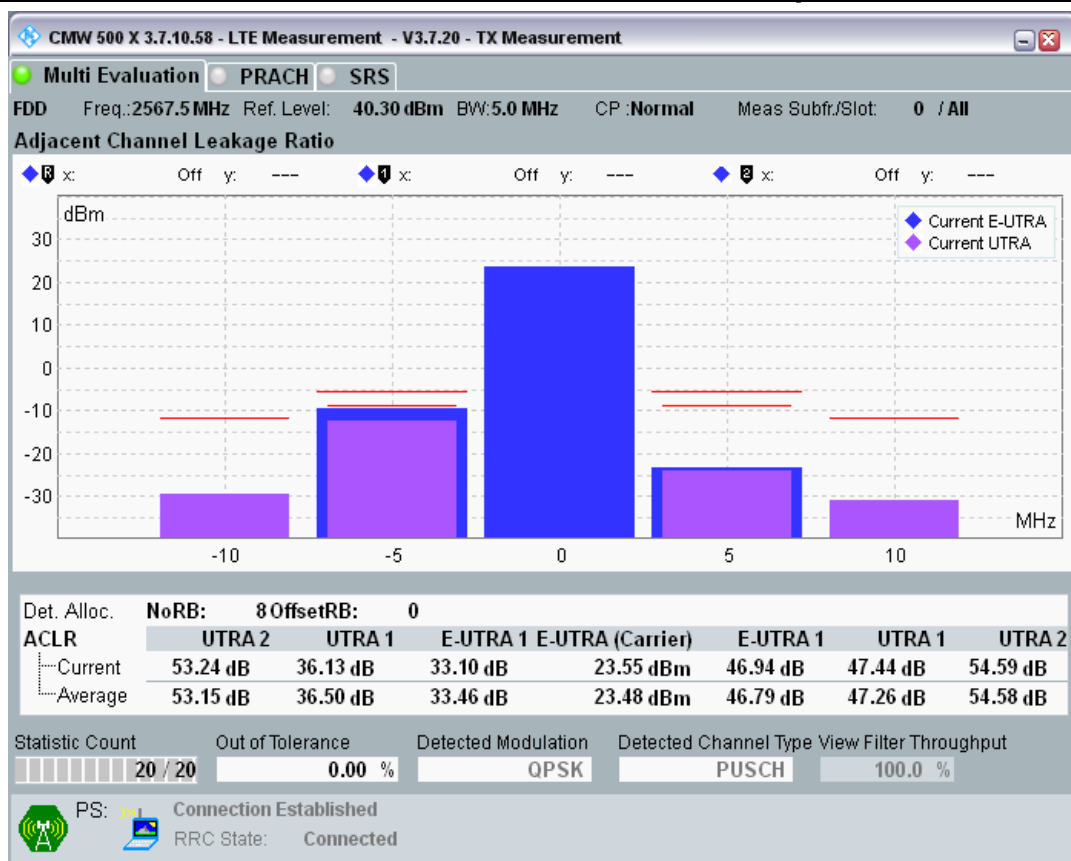 CMW 500 X 3.7.10.58 - LTE Measurement - V3.7.20 - TX Measurement
Multi Evaluation PRACH SRS
FDD Freq.:2567.5 MHz Ref. Level: 40.30 dBm BW:5.0 MHz CP :Normal Meas Subfr./Slot: 0 / All
Adjacent Channel Leakage Ratio
R x: Off y: --- 1 x: Off y: --- 2 x: Off y: ---
dBm
Current E-UTRA
Current UTRA
30
20
10
0
-10
-20
-30
MHz
-10 -5 0 5 10
Det. Alloc. NoRB: 8 OffsetRB: 0
ACLR UTRA 2 UTRA 1 E-UTRA 1 E-UTRA (Carrier) E-UTRA 1 UTRA 1 UTRA 2
Current 53.24 dB 36.13 dB 33.10 dB 23.55 dBm 46.94 dB 47.44 dB 54.59 dB
Average 53.15 dB 36.50 dB 33.46 dB 23.48 dBm 46.79 dB 47.26 dB 54.58 dB
Statistic Count Out of Tolerance Detected Modulation Detected Channel Type View Filter Throughput
20 / 20 0.00 % QPSK PUSCH 100.0 %
PS: Connection Established
RRC State: Connected